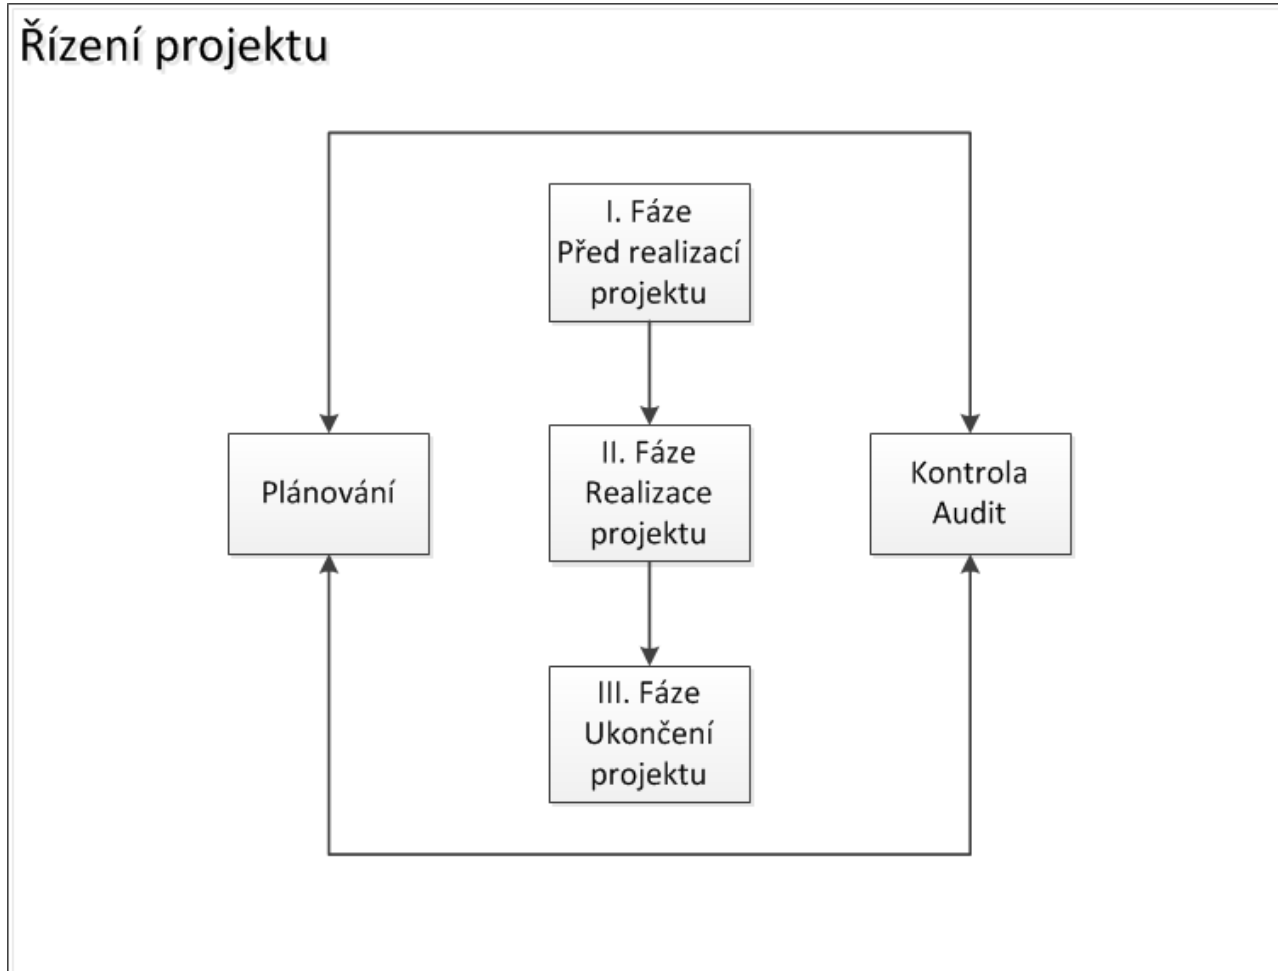 Řízení projektu
I. Fáze
Před realizací
projektu
Plánování
II. Fáze
Realizace
projektu
Kontrola
Audit
III. Fáze
Ukončení
projektu